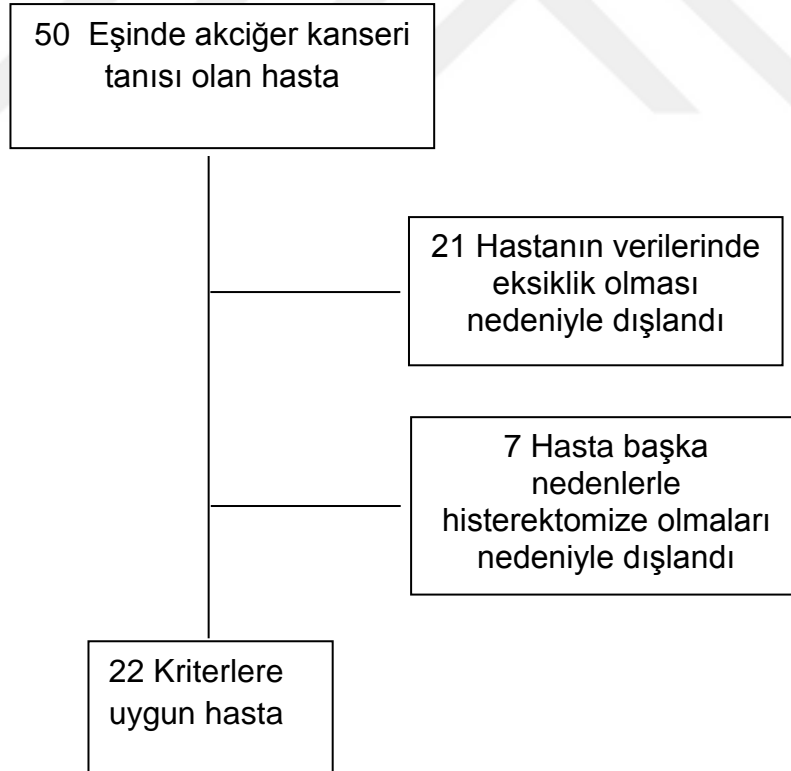 50 Eşinde akciğer kanseri
tanısı olan hasta
21 Hastanın verilerinde
eksiklik olması
nedeniyle dışlandı
7 Hasta başka
nedenlerle
histerektomize olmaları
nedeniyle dışlandı
22 Kriterlere
uygun hasta